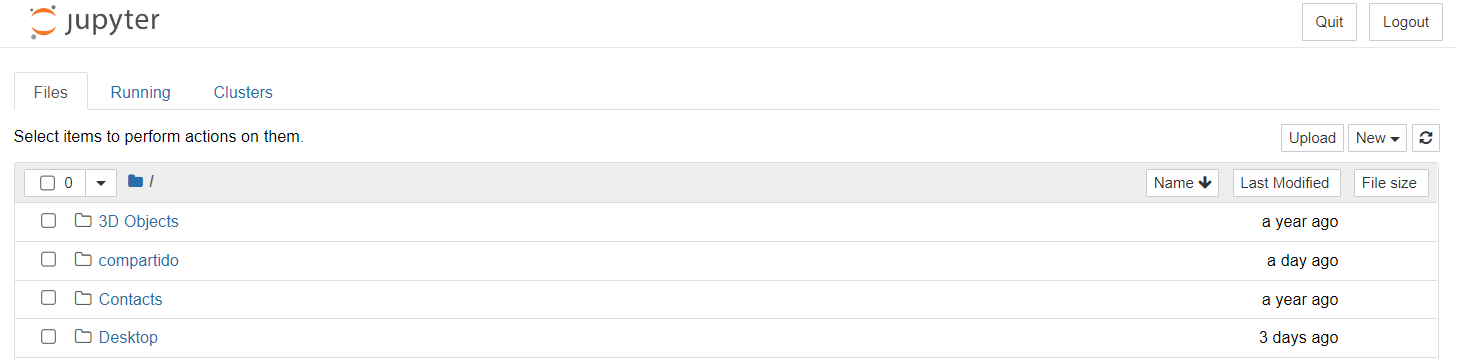 jupyter Quit Logout
Files Running Clusters
Select items to perform actions on them. Upload New
0 / Name Last Modified File size
3D Objects a year ago
compartido a day ago
Contacts a year ago
Desktop 3 days ago